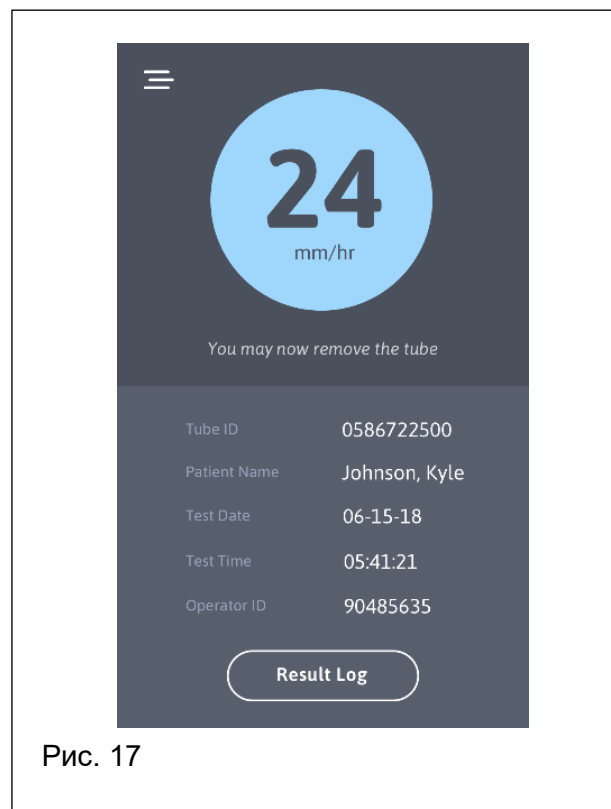 24
mm/hr
You may now remove the tube
Tube ID 0586722500
Patient Name Johnson, Kyle
Test Date 06-15-18
Test Time 05:41:21
Operator ID 90485635
Result Log
Рис. 17